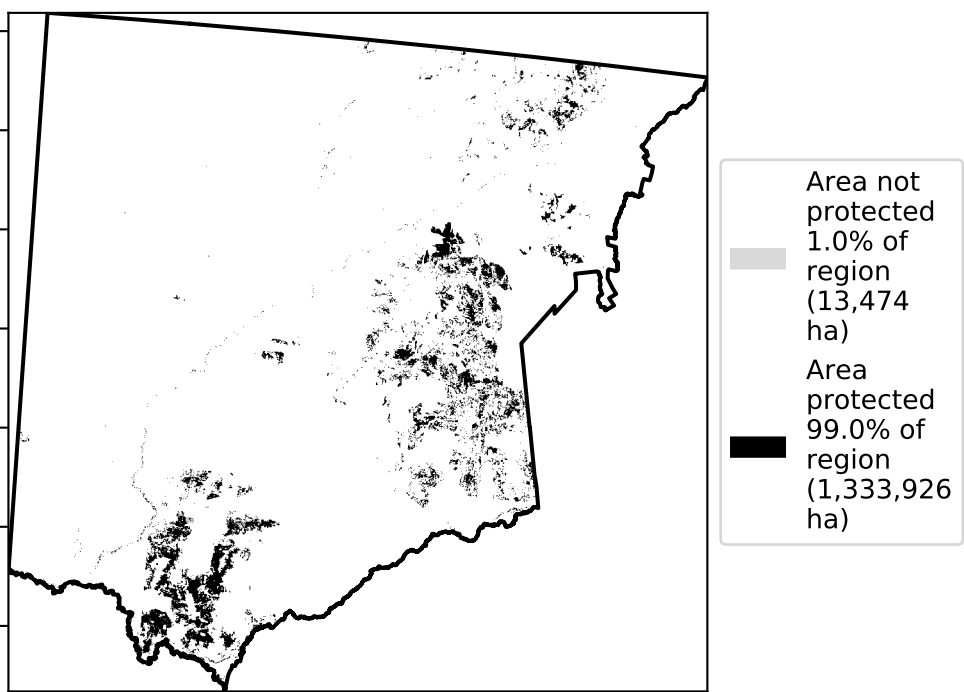 Area not
protected
1.0% of
region
(13,474
ha)
Area
protected
99.0% of
region
(1,333,926
ha)